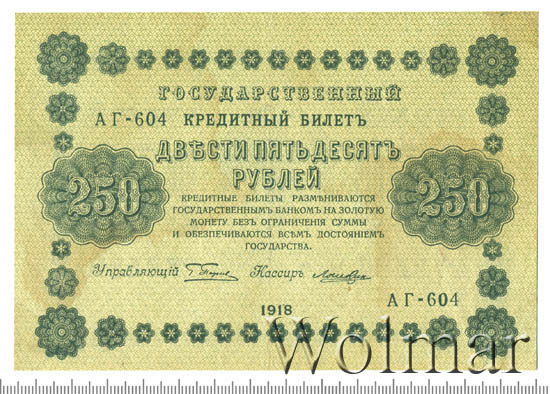 ГОСУДАРСТВЕННЫЙ
АГ-604 КРЕДИТНЫЙ БИЛЕТЪ
ДВѢСТИ ПЯТЬДЕСЯТЪ
РУБЛЕЙ
250
250
КРЕДИТНЫЕ БИЛЕТЫ РАЗМѢНИВАЮТСЯ
ГОСУДАРСТВЕННЫМЪ БАНКОМЪ НА ЗОЛОТУЮ
МОНЕТУ БЕЗЪ ОГРАНИЧЕНІЯ СУММЫ
И ОБЕЗПЕЧИВАЮТСЯ ВСѢМЪ ДОСТОЯНІЕМЪ
ГОСУДАРСТВА.
Управляющій Кассиръ
АГ-604
1918
Wolmar